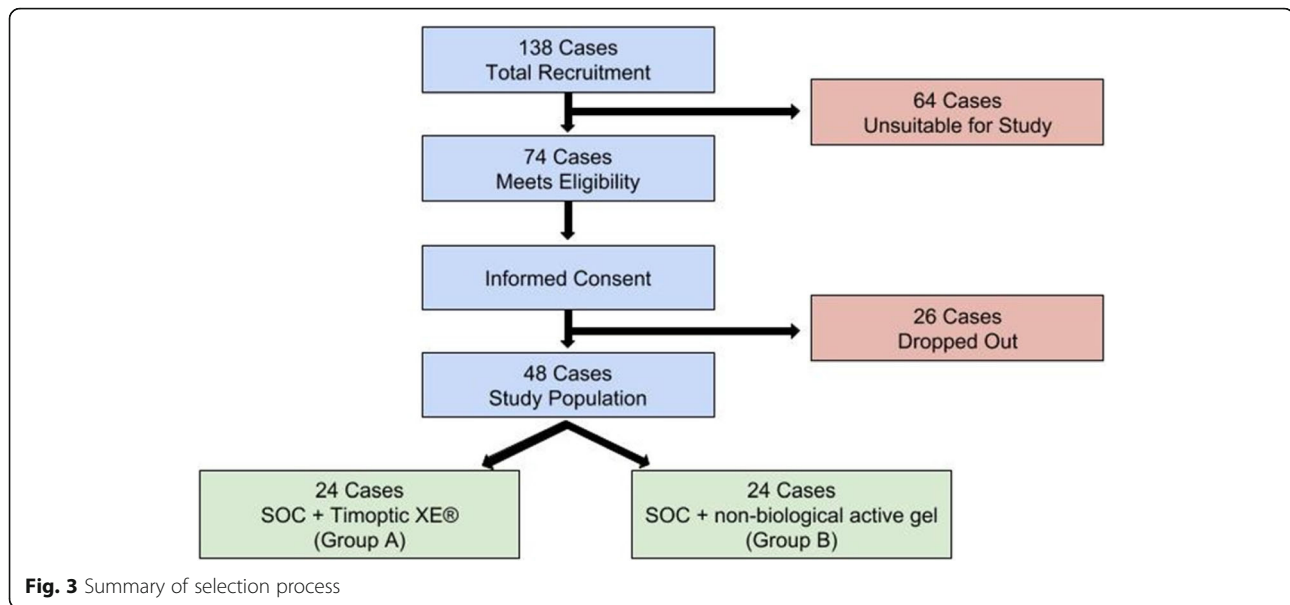 138 Cases
Total Recruitment
64 Cases
Unsuitable for Study
74 Cases
Meets Eligibility
Informed Consent
26 Cases
Dropped Out
48 Cases
Study Population
24 Cases
SOC + Timoptic XE®
(Group A)
24 Cases
SOC + non-biological active gel
(Group B)
Fig. 3 Summary of selection process